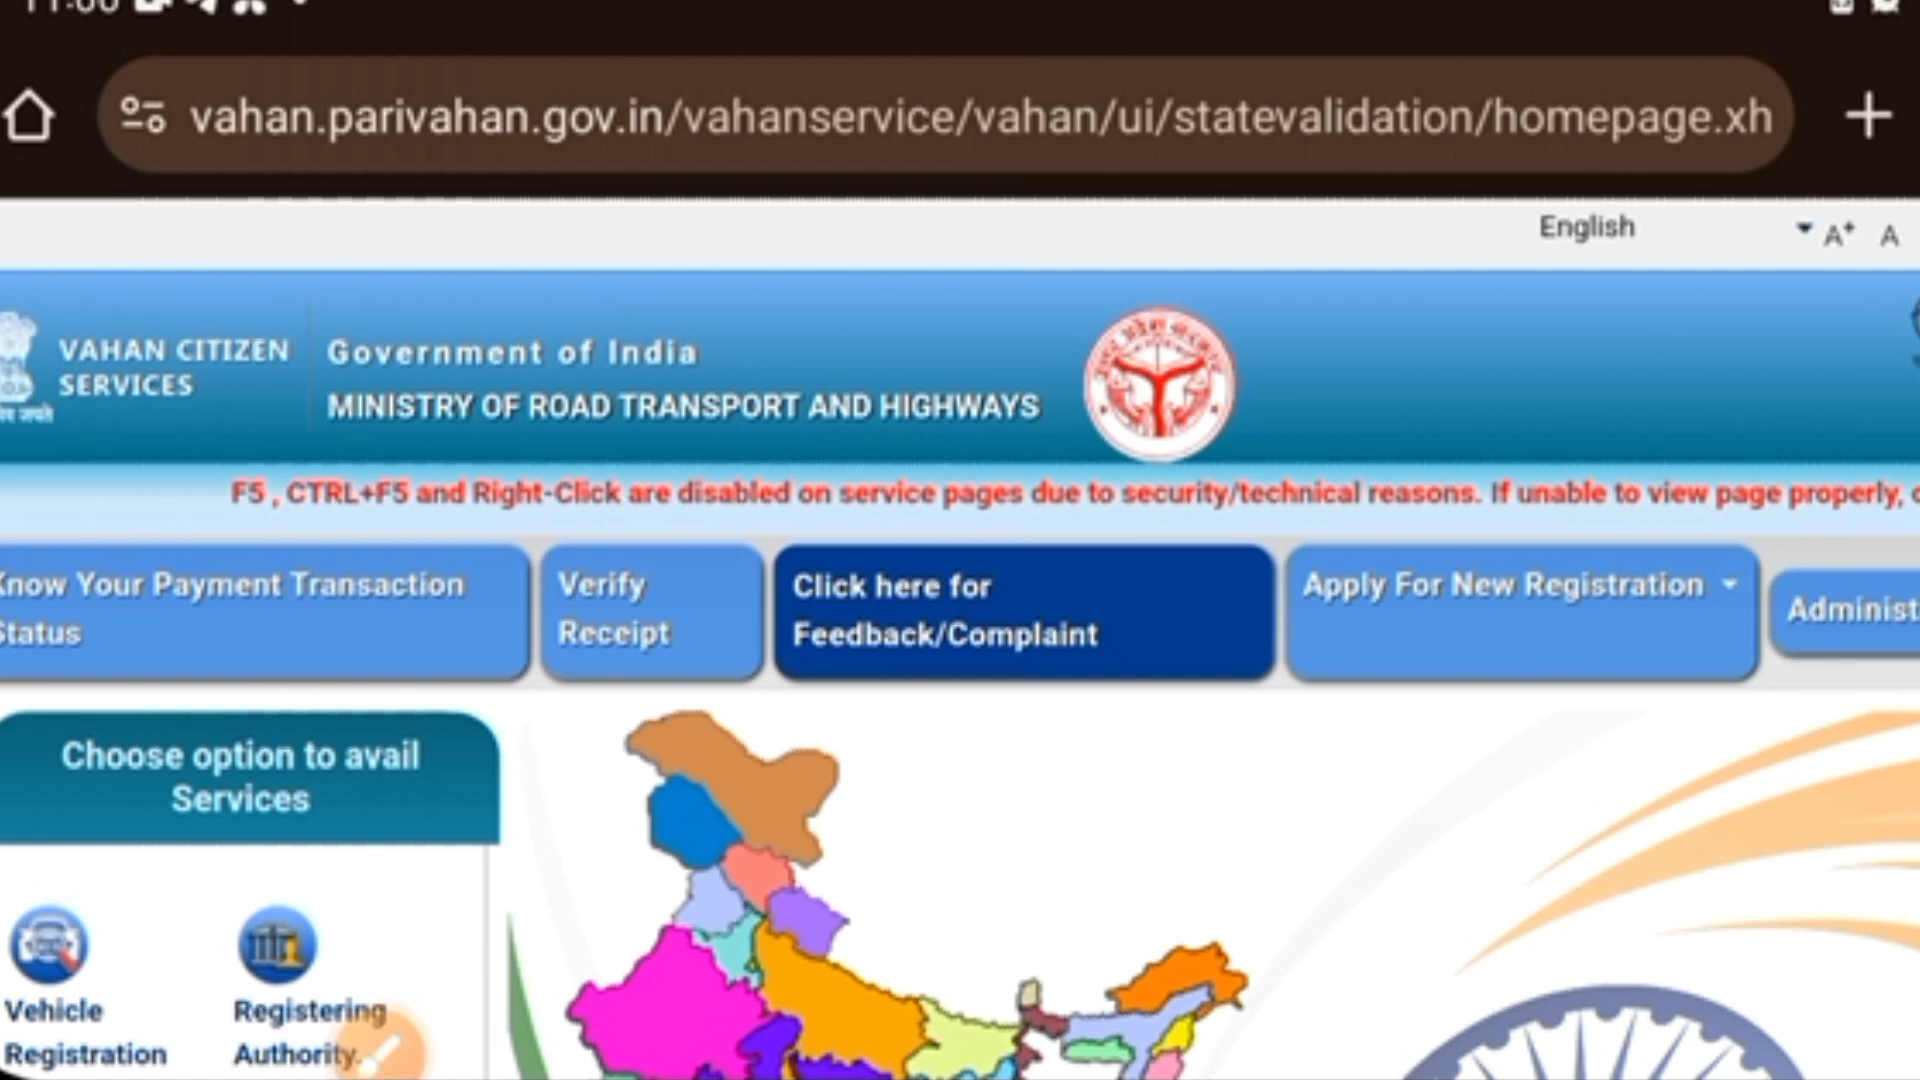 vahan.parivahan.gov.in/vahanservice/vahan/ui/statevalidation/homepage.xh
English
A+ A
VAHAN CITIZEN
SERVICES
Government of India
MINISTRY OF ROAD TRANSPORT AND HIGHWAYS
F5 , CTRL+F5 and Right-Click are disabled on service pages due to security/technical reasons. If unable to view page properly,
Know Your Payment Transaction
Status
Verify
Receipt
Click here for
Feedback/Complaint
Apply For New Registration
Administ
Choose option to avail
Services
Vehicle
Registration
Registering
Authority.